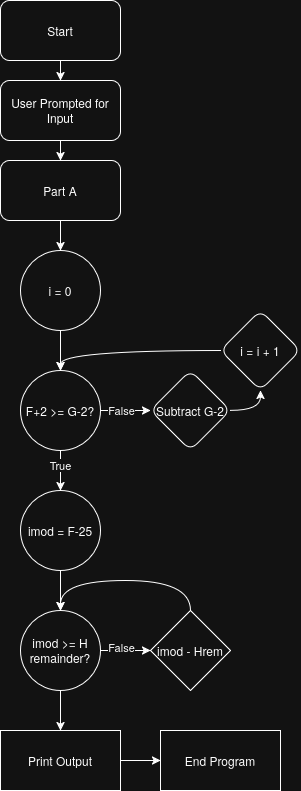 Start
User Prompted for
Input
Part A
i = 0
i = i + 1
F+2 >= G-2?
False
Subtract G-2
True
imod = F-25
imod >= H
remainder?
False
imod - Hrem
Print Output
End Program